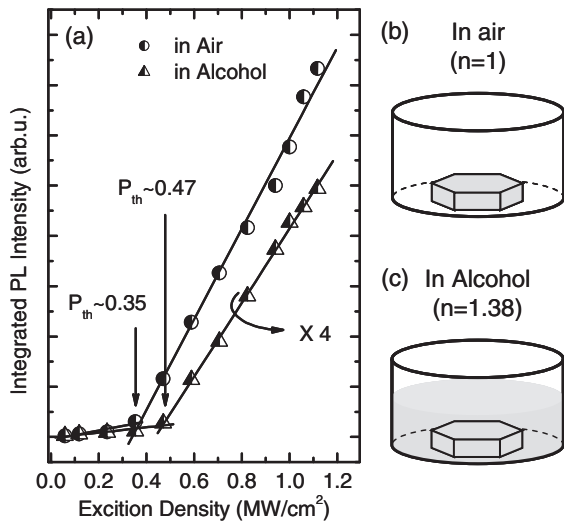 (a)
in Air
in Alcohol
P_th~0.47
P_th~0.35
X 4
Integrated PL Intensity (arb.u.)
0.0 0.2 0.4 0.6 0.8 1.0 1.2
Excition Density (MW/cm²)
(b) In air
(n=1)
(c) In Alcohol
(n=1.38)